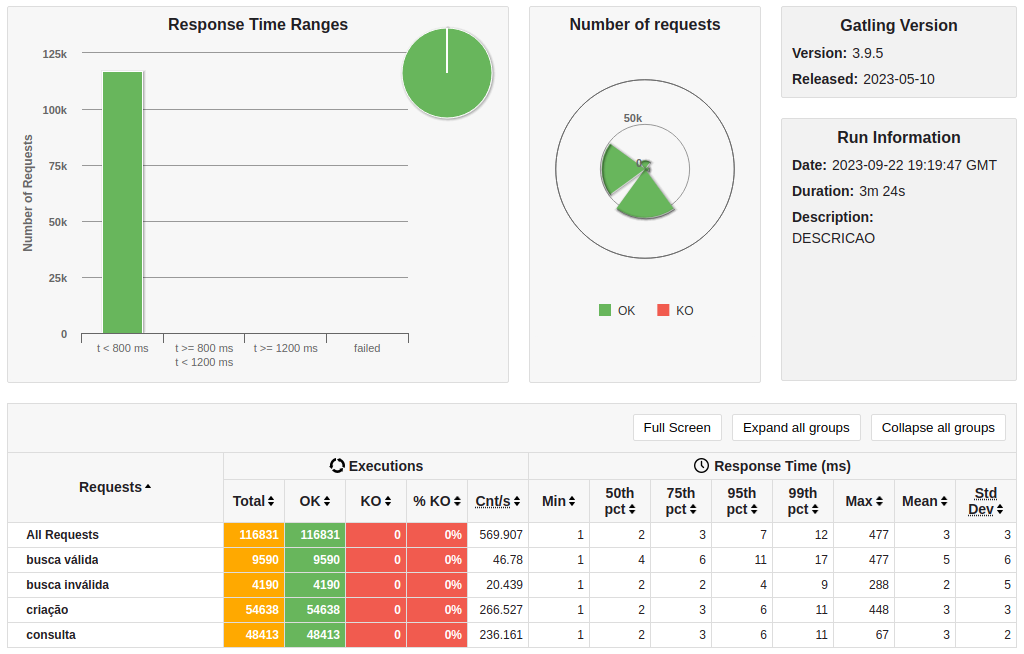 Response Time Ranges
Number of Requests
125k
100k
75k
50k
25k
0
t < 800 ms
t >= 800 ms
t < 1200 ms
t >= 1200 ms
failed
Number of requests
50k
0
OK
KO
Gatling Version
Version: 3.9.5
Released: 2023-05-10
Run Information
Date: 2023-09-22 19:19:47 GMT
Duration: 3m 24s
Description:
DESCRICAO
Full Screen Expand all groups Collapse all groups
Requests Executions Response Time (ms)
Total OK KO % KO Cnt/s Min 50th pct 75th pct 95th pct 99th pct Max Mean Std Dev
All Requests 116831 116831 0 0% 569.907 1 2 3 7 12 477 3 3
busca válida 9590 9590 0 0% 46.78 1 4 6 11 17 477 5 6
busca inválida 4190 4190 0 0% 20.439 1 2 2 4 9 288 2 5
criação 54638 54638 0 0% 266.527 1 2 3 6 11 448 3 3
consulta 48413 48413 0 0% 236.161 1 2 3 6 11 67 3 2